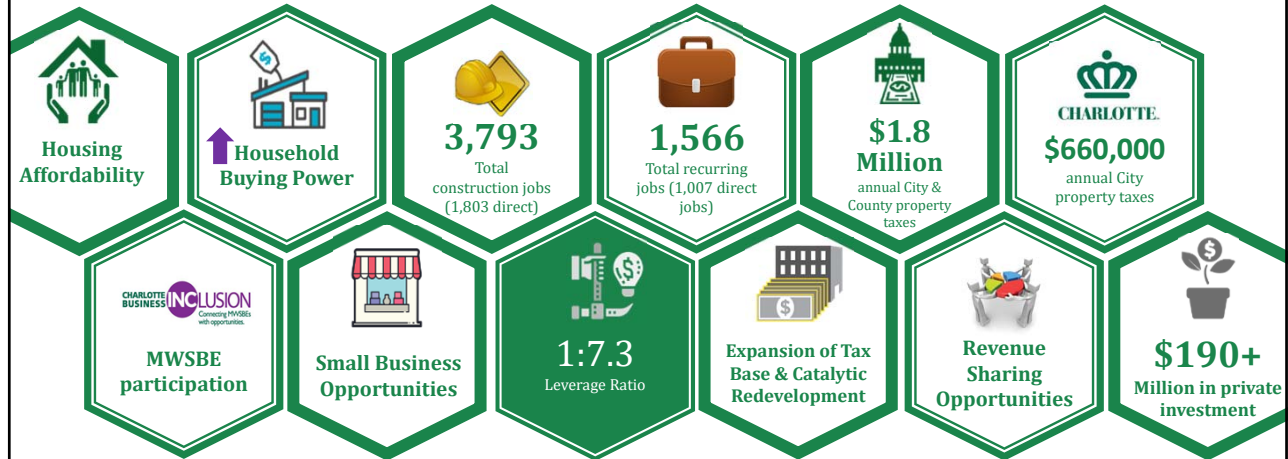 Housing
Affordability
Household
Buying Power
3,793
Total
construction jobs
(1,803 direct)
1,566
Total recurring
jobs (1,007 direct
jobs)
$1.8
Million
annual City &
County property
taxes
CHARLOTTE.
$660,000
annual City
property taxes
CHARLOTTE
BUSINESS INCLUSION
Connecting MWSBEs
with opportunities.
MWSBE
participation
Small Business
Opportunities
1:7.3
Leverage Ratio
Expansion of Tax
Base & Catalytic
Redevelopment
Revenue
Sharing
Opportunities
$190+
Million in private
investment